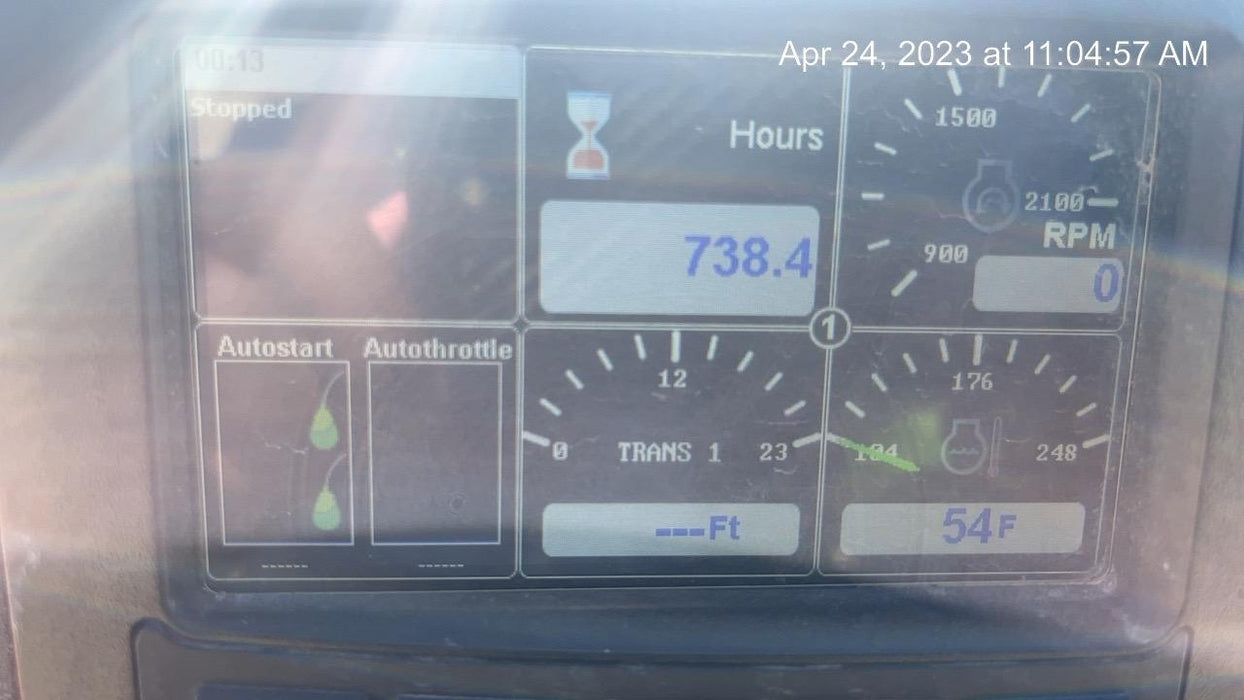 Apr 24, 2023 at 11:04:57 AM
00:13
Stopped
Hours
738.4
1500
2100
RPM
900
0
1
Autostart
Autothrottle
------
------
12
0
TRANS 1
23
---Ft
176
104
248
54F